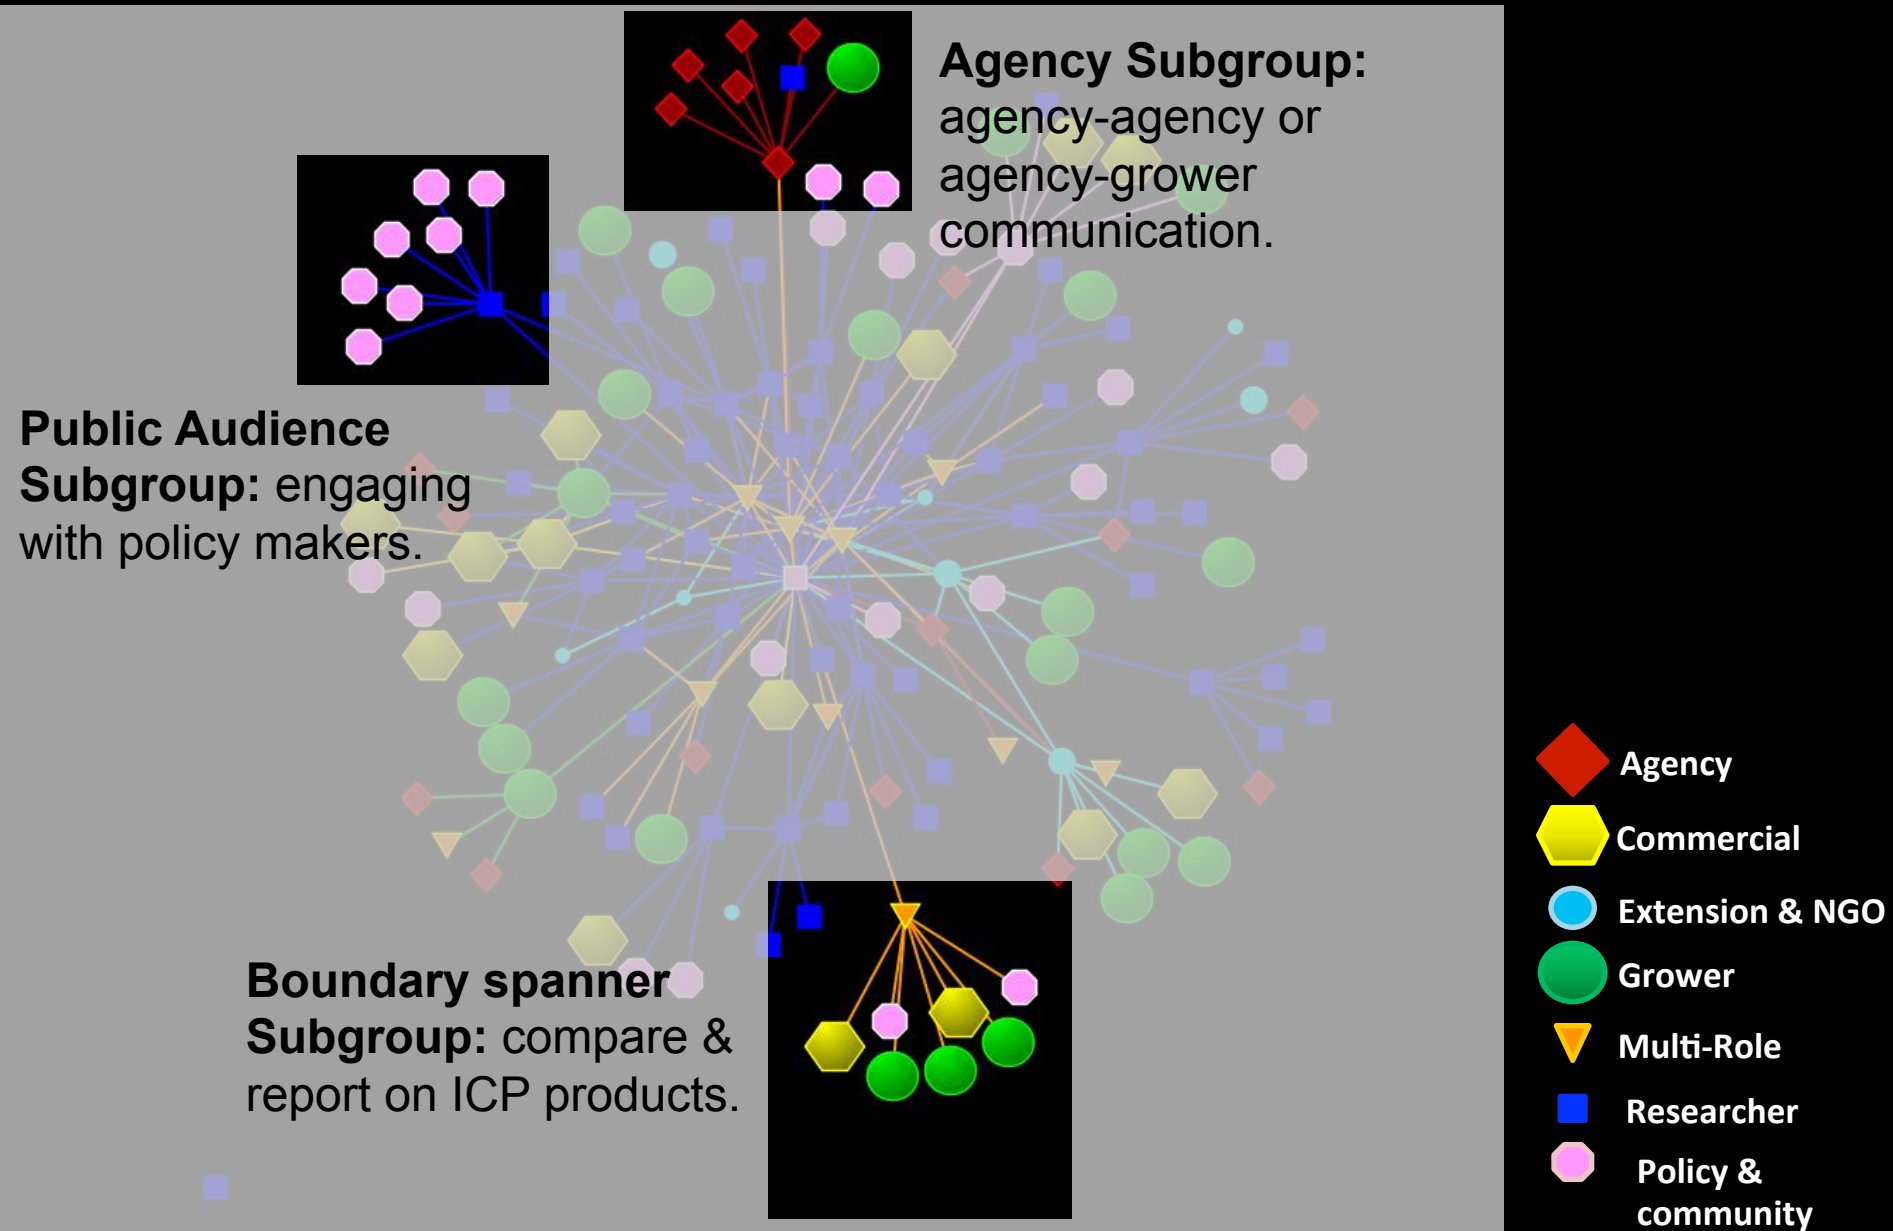 Agency Subgroup:
agency-agency or
agency-grower
communication.
Public Audience
Subgroup: engaging
with policy makers.
Boundary spanner
Subgroup: compare &
report on ICP products.
Agency
Commercial
Extension & NGO
Grower
Multi-Role
Researcher
Policy &
community